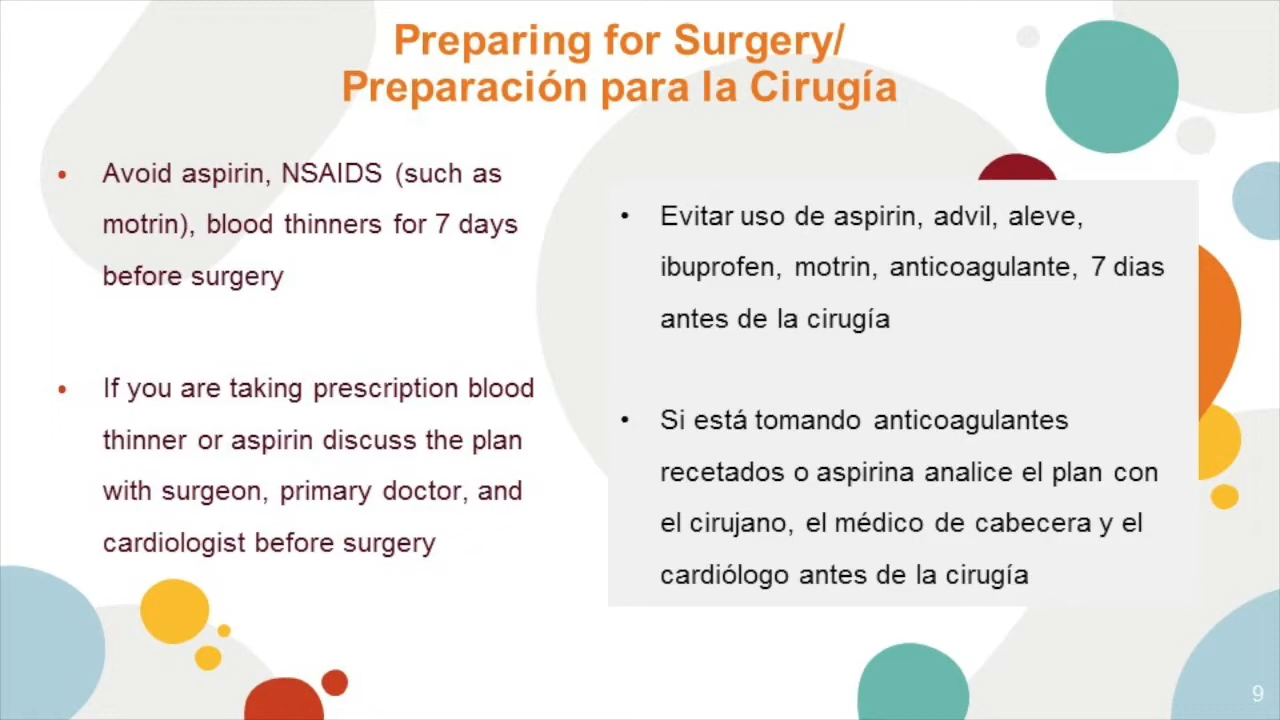 Preparing for Surgery/
Preparación para la Cirugía
Avoid aspirin, NSAIDS (such as
motrin), blood thinners for 7 days
before surgery
If you are taking prescription blood
thinner or aspirin discuss the plan
with surgeon, primary doctor, and
cardiologist before surgery
Evitar uso de aspirin, advil, aleve,
ibuprofen, motrin, anticoagulante, 7 dias
antes de la cirugía
Si está tomando anticoagulantes
recetados o aspirina analice el plan con
el cirujano, el médico de cabecera y el
cardiólogo antes de la cirugía
9